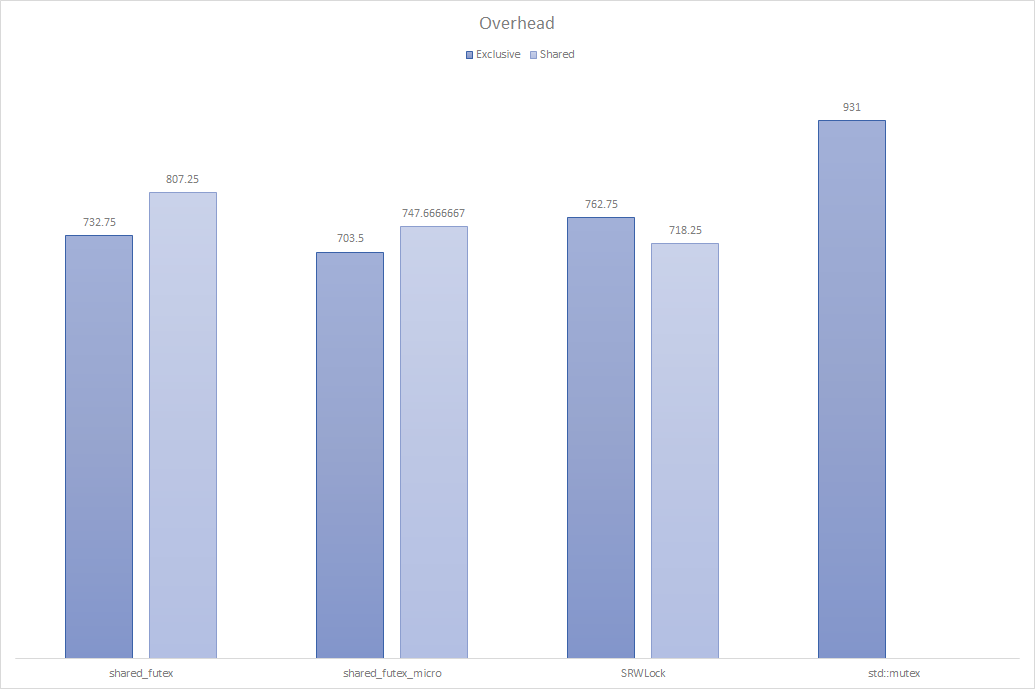 Overhead
Exclusive Shared
931
807.25
732.75
747.6666667
703.5
762.75
718.25
shared_futex shared_futex_micro SRWLock std::mutex